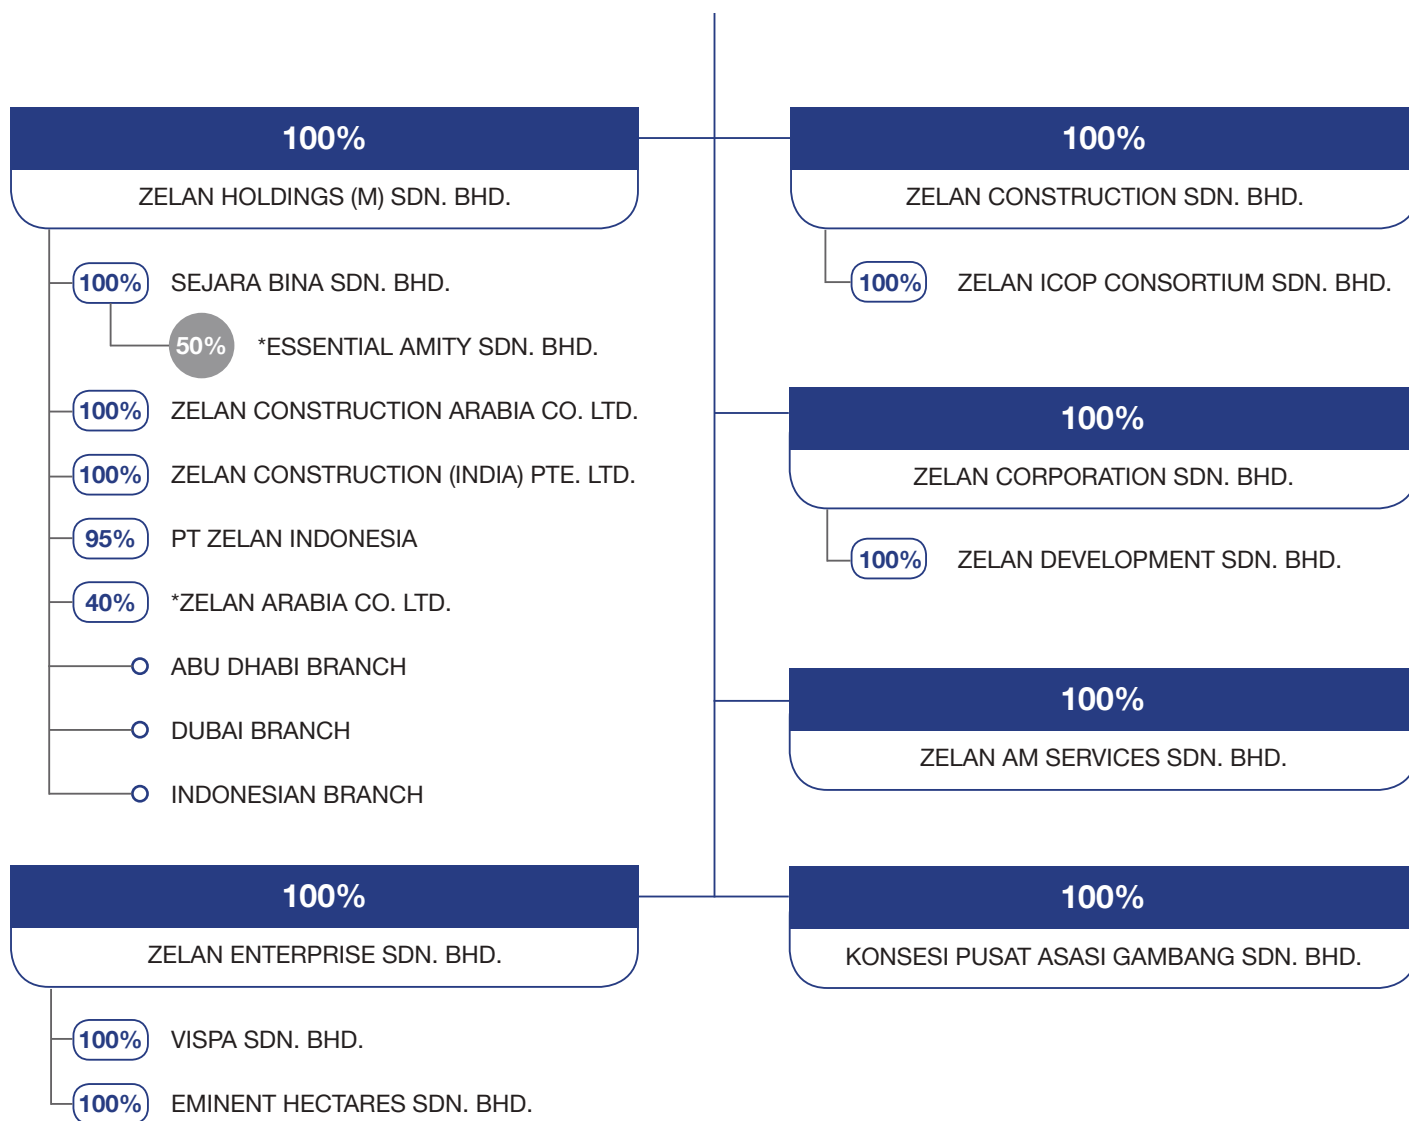 100%
ZELAN HOLDINGS (M) SDN. BHD.
100% SEJARA BINA SDN. BHD.
50% *ESSENTIAL AMITY SDN. BHD.
100% ZELAN CONSTRUCTION ARABIA CO. LTD.
100% ZELAN CONSTRUCTION (INDIA) PTE. LTD.
95% PT ZELAN INDONESIA
40% *ZELAN ARABIA CO. LTD.
ABU DHABI BRANCH
DUBAI BRANCH
INDONESIAN BRANCH
100%
ZELAN ENTERPRISE SDN. BHD.
100% VISPA SDN. BHD.
100% EMINENT HECTARES SDN. BHD.
100%
ZELAN CONSTRUCTION SDN. BHD.
100% ZELAN ICOP CONSORTIUM SDN. BHD.
100%
ZELAN CORPORATION SDN. BHD.
100% ZELAN DEVELOPMENT SDN. BHD.
100%
ZELAN AM SERVICES SDN. BHD.
100%
KONSESI PUSAT ASASI GAMBANG SDN. BHD.